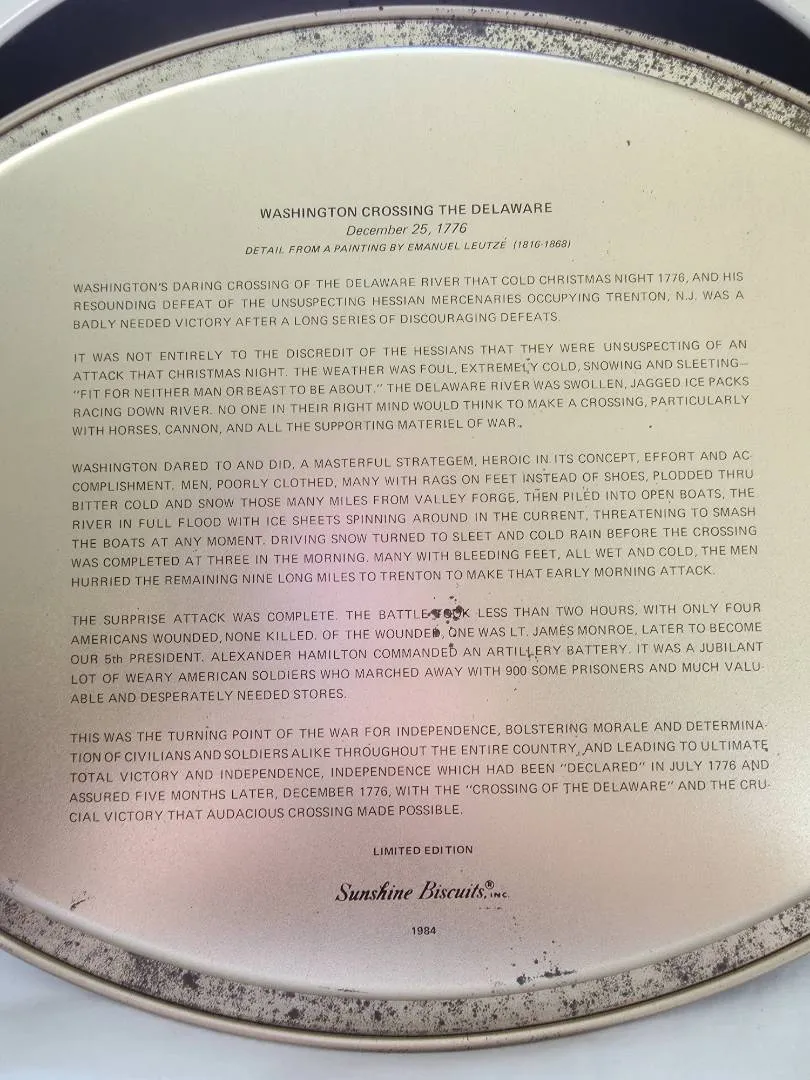 WASHINGTON CROSSING THE DELAWARE
December 25, 1776
DETAIL FROM A PAINTING BY EMANUEL LEUTZE (1816-1868)
WASHINGTON'S DARING CROSSING OF THE DELAWARE RIVER THAT COLD CHRISTMAS NIGHT 1776, AND HIS
RESOUNDING DEFEAT OF THE UNSUSPECTING HESSIAN MERCENARIES OCCUPYING TRENTON, N.J. WAS A
BADLY NEEDED VICTORY AFTER A LONG SERIES OF DISCOURAGING DEFEATS.
IT WAS NOT ENTIRELY TO THE DISCREDIT OF THE HESSIANS THAT THEY WERE UNSUSPECTING OF AN
ATTACK THAT CHRISTMAS NIGHT. THE WEATHER WAS FOUL, EXTREMELY COLD, SNOWING AND SLEETING—
"FIT FOR NEITHER MAN OR BEAST TO BE ABOUT." THE DELAWARE RIVER WAS SWOLLEN, JAGGED ICE PACKS
RACING DOWN RIVER. NO ONE IN THEIR RIGHT MIND WOULD THINK TO MAKE A CROSSING, PARTICULARLY
WITH HORSES, CANNON, AND ALL THE SUPPORTING MATERIEL OF WAR.
WASHINGTON DARED TO AND DID, A MASTERFUL STRATEGEM, HEROIC IN ITS CONCEPT, EFFORT AND AC-
COMPLISHMENT. MEN, POORLY CLOTHED, MANY WITH RAGS ON FEET INSTEAD OF SHOES, PLODDED THRU
BITTER COLD AND SNOW THOSE MANY MILES FROM VALLEY FORGE, THEN PILED INTO OPEN BOATS, THE
RIVER IN FULL FLOOD WITH ICE SHEETS SPINNING AROUND IN THE CURRENT, THREATENING TO SMASH
THE BOATS AT ANY MOMENT. DRIVING SNOW TURNED TO SLEET AND COLD RAIN BEFORE THE CROSSING
WAS COMPLETED AT THREE IN THE MORNING. MANY WITH BLEEDING FEET, ALL WET AND COLD, THE MEN
HURRIED THE REMAINING NINE LONG MILES TO TRENTON TO MAKE THAT EARLY MORNING ATTACK.
THE SURPRISE ATTACK WAS COMPLETE. THE BATTLE TOOK LESS THAN TWO HOURS, WITH ONLY FOUR
AMERICANS WOUNDED, NONE KILLED. OF THE WOUNDED, ONE WAS LT. JAMES MONROE, LATER TO BECOME
OUR 5th PRESIDENT. ALEXANDER HAMILTON COMMANDED AN ARTILLERY BATTERY. IT WAS A JUBILANT
LOT OF WEARY AMERICAN SOLDIERS WHO MARCHED AWAY WITH 900 SOME PRISONERS AND MUCH VALU-
ABLE AND DESPERATELY NEEDED STORES.
THIS WAS THE TURNING POINT OF THE WAR FOR INDEPENDENCE, BOLSTERING MORALE AND DETERMINA-
TION OF CIVILIANS AND SOLDIERS ALIKE THROUGHOUT THE ENTIRE COUNTRY, AND LEADING TO ULTIMATE
TOTAL VICTORY AND INDEPENDENCE, INDEPENDENCE WHICH HAD BEEN "DECLARED" IN JULY 1776 AND
ASSURED FIVE MONTHS LATER, DECEMBER 1776, WITH THE "CROSSING OF THE DELAWARE" AND THE CRU-
CIAL VICTORY THAT AUDACIOUS CROSSING MADE POSSIBLE.
LIMITED EDITION
Sunshine Biscuits,® INC.
1984